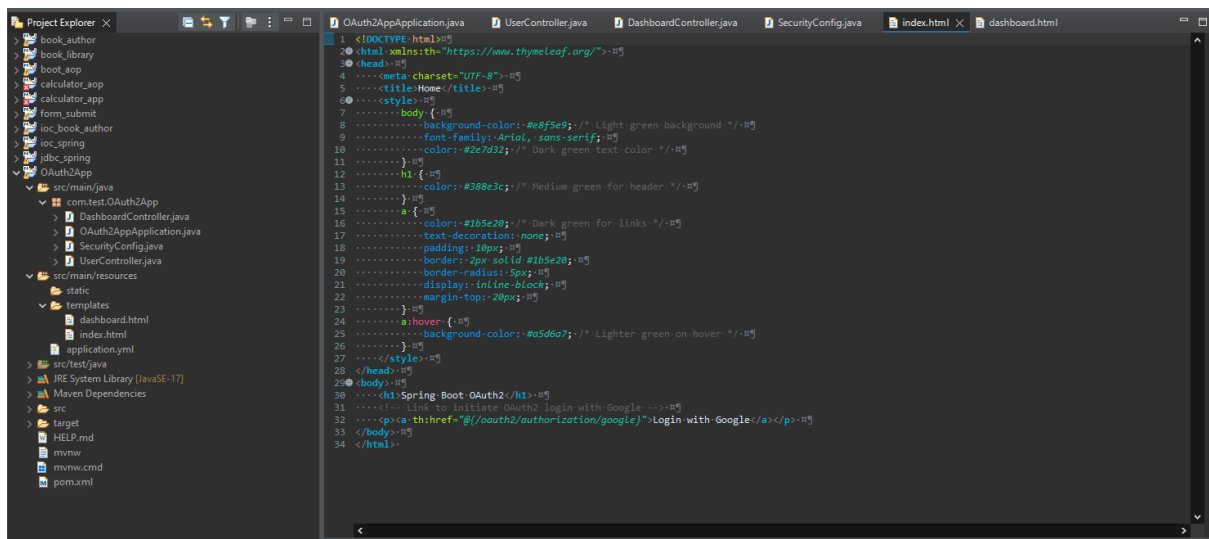 Project Explorer
book_author
book_library
boot_aop
calculator_aop
calculator_app
form_submit
ioc_book_author
ioc_spring
jdbc_spring
OAuth2App
src/main/java
com.test.OAuth2App
DashboardController.java
OAuth2AppApplication.java
SecurityConfig.java
UserController.java
src/main/resources
static
templates
dashboard.html
index.html
application.yml
src/test/java
JRE System Library [JavaSE-17]
Maven Dependencies
src
target
HELP.md
mvnw
mvnw.cmd
pom.xml
OAuth2AppApplication.java UserController.java DashboardController.java SecurityConfig.java index.html dashboard.html
1 <!DOCTYPE html>
2 <html xmlns:th="https://www.thymeleaf.org/">
3 <head>
4 <meta charset="UTF-8">
5 <title>Home</title>
6 <style>
7 body {
8 background-color: #e8f5e9; /* Light green background */
9 font-family: Arial, sans-serif;
10 color: #2e7d32; /* Dark green text color */
11 }
12 h1 {
13 color: #388e3c; /* Medium green for header */
14 }
15 a {
16 color: #1b5e20; /* Dark green for links */
17 text-decoration: none;
18 padding: 10px;
19 border: 2px solid #1b5e20;
20 border-radius: 5px;
21 display: inline-block;
22 margin-top: 20px;
23 }
24 a:hover {
25 background-color: #a5d6a7; /* Lighter green on hover */
26 }
27 </style>
28 </head>
29 <body>
30 <h1>Spring Boot OAuth2</h1>
31 <!-- Link to initiate OAuth2 login with Google -->
32 <p><a th:href="@{/oauth2/authorization/google}">Login with Google</a></p>
33 </body>
34 </html>